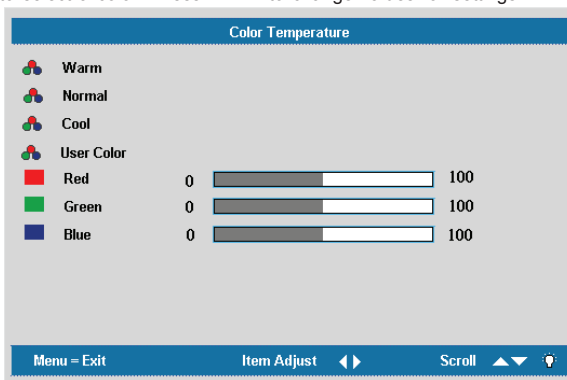 Color Temperature
Warm
Normal
Cool
User Color
Red 0 100
Green 0 100
Blue 0 100
Menu = Exit Item Adjust Scroll